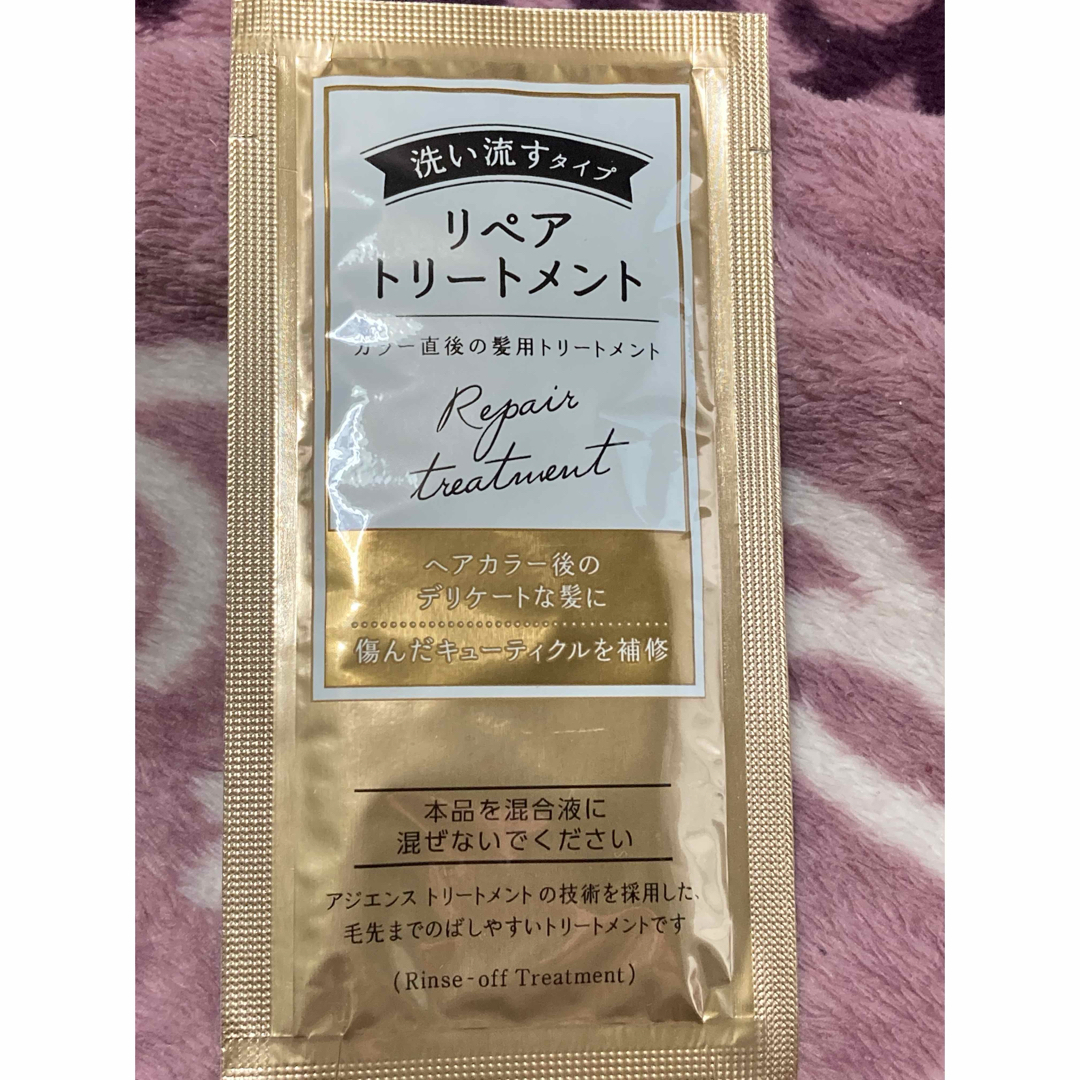 洗い流すタイプ
リペア
トリートメント
カラー直後の髪用トリートメント
Repair
treatment
ヘアカラー後の
デリケートな髪に
傷んだキューティクルを補修
本品を混合液に
混ぜないでください
アジエンス トリートメント の技術を採用した、
毛先までのばしやすいトリートメントです
(Rinse-off Treatment)